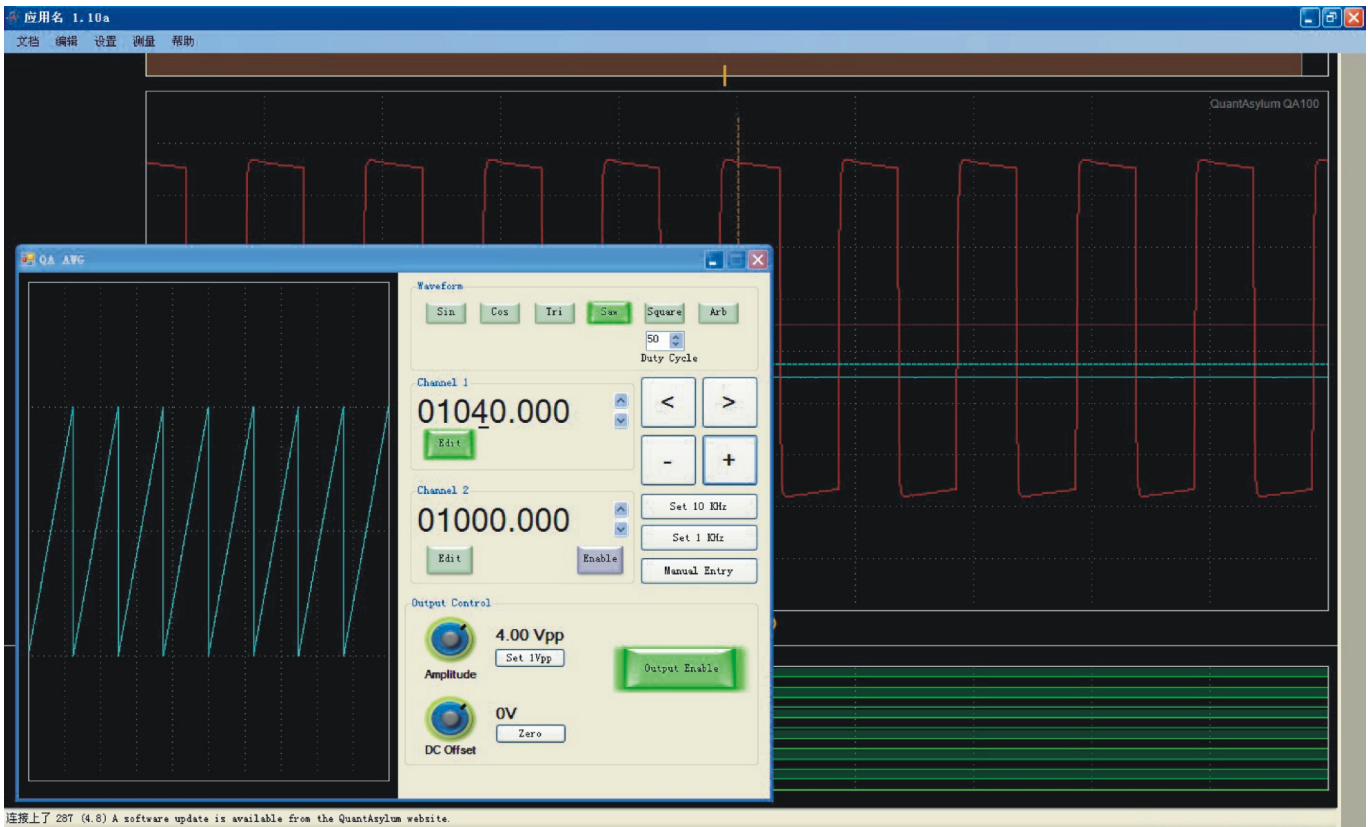 应用名 1.10a
文档 编辑 设置 测量 帮助
QuantAsylum QA100
QA AWG
Waveform
Sin Cos Tri Saw Square Arb
50
Duty Cycle
Channel 1
01040.000
Edit
< >
- +
Channel 2
01000.000
Edit Enable
Set 10 KHz
Set 1 KHz
Manual Entry
Output Control
4.00 Vpp
Set 1Vpp
Amplitude
Output Enable
0V
Zero
DC Offset
连接上了 287 (4.8) A software update is available from the QuantAsylum website.